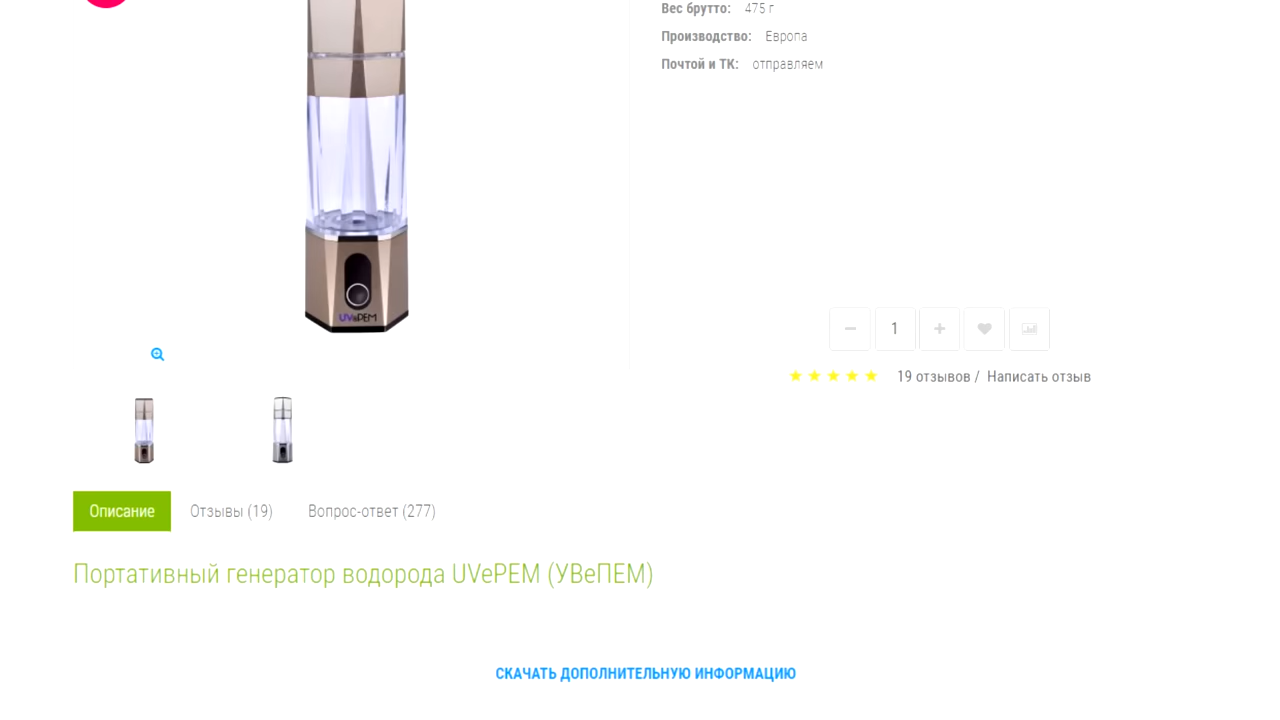 Вес брутто: 475 г
Производство: Европа
Почтой и ТК: отправляем
UVePEM
1
19 отзывов / Написать отзыв
Описание
Отзывы (19)
Вопрос-ответ (277)
Портативный генератор водорода UVePEM (УВеПЕМ)
СКАЧАТЬ ДОПОЛНИТЕЛЬНУЮ ИНФОРМАЦИЮ